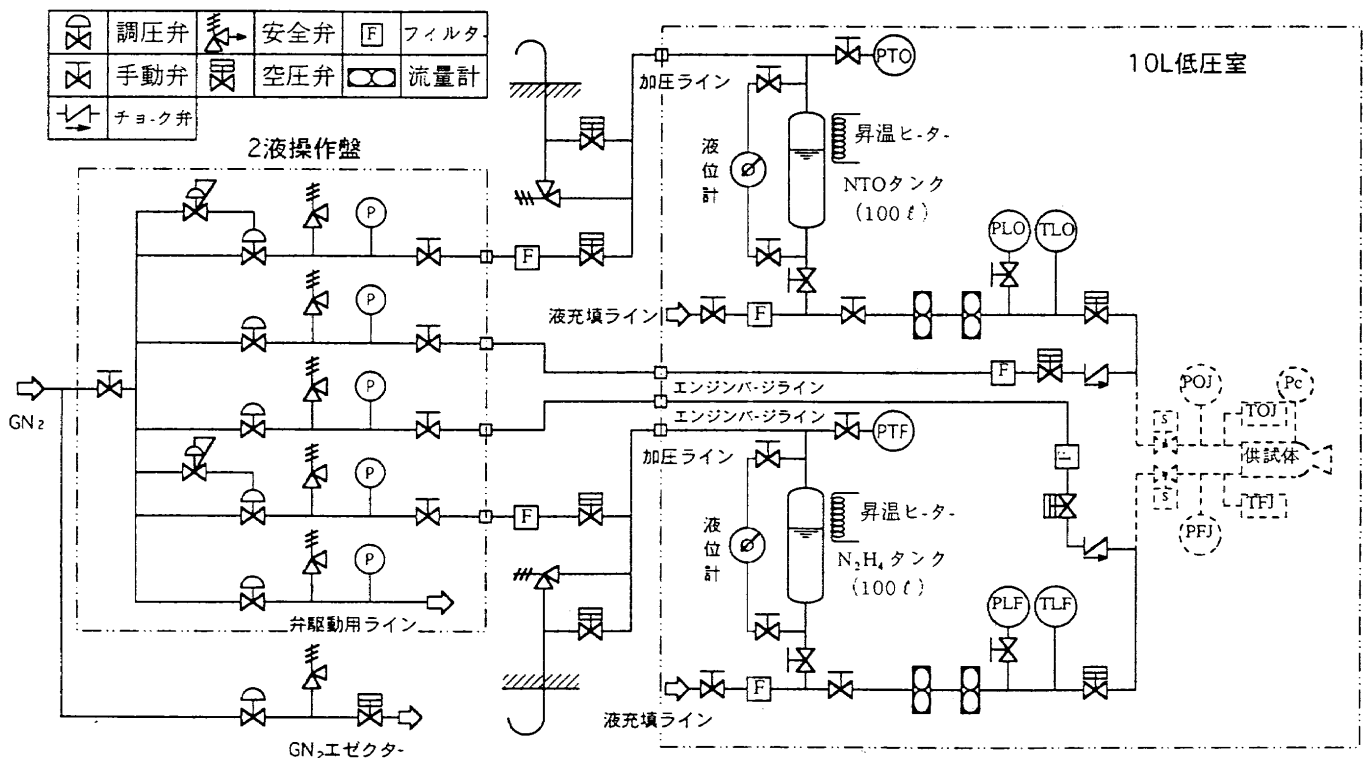 調圧弁 安全弁 F フィルター
手動弁 空圧弁 流量計
チョーク弁
10L低圧室
2液操作盤
加圧ライン
PTO
液位計
昇温ヒーター
NTOタンク
(100ℓ)
P
F
PLO TLO
液充填ライン
F
P
F
エンジンパージライン
エンジンパージライン
GN2
P
POJ
Pc
TOJ
S
供試体
S
TFJ
PFJ
加圧ライン
PTF
P
F
液位計
昇温ヒーター
N2H4タンク
(100ℓ)
P
弁駆動用ライン
PLF TLF
F
液充填ライン
GN2エゼクター